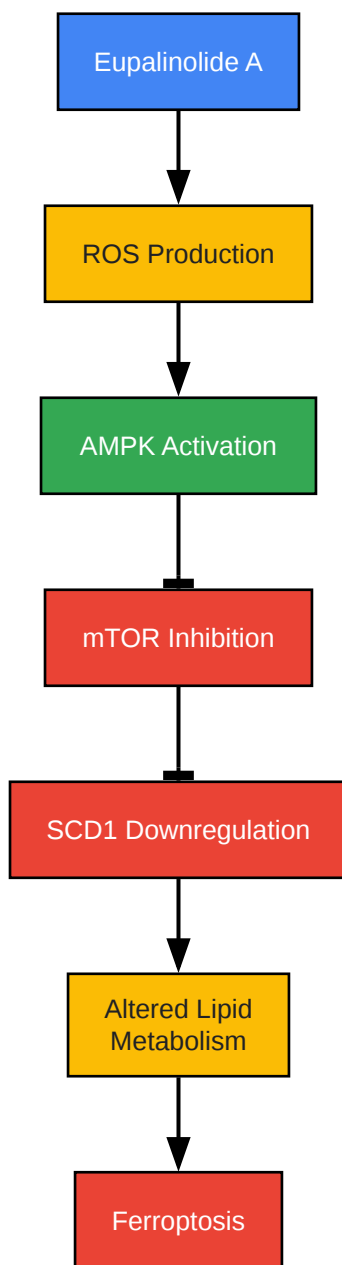 Eupalinolide A
ROS Production
AMPK Activation
mTOR Inhibition
SCD1 Downregulation
Altered Lipid
Metabolism
Ferroptosis